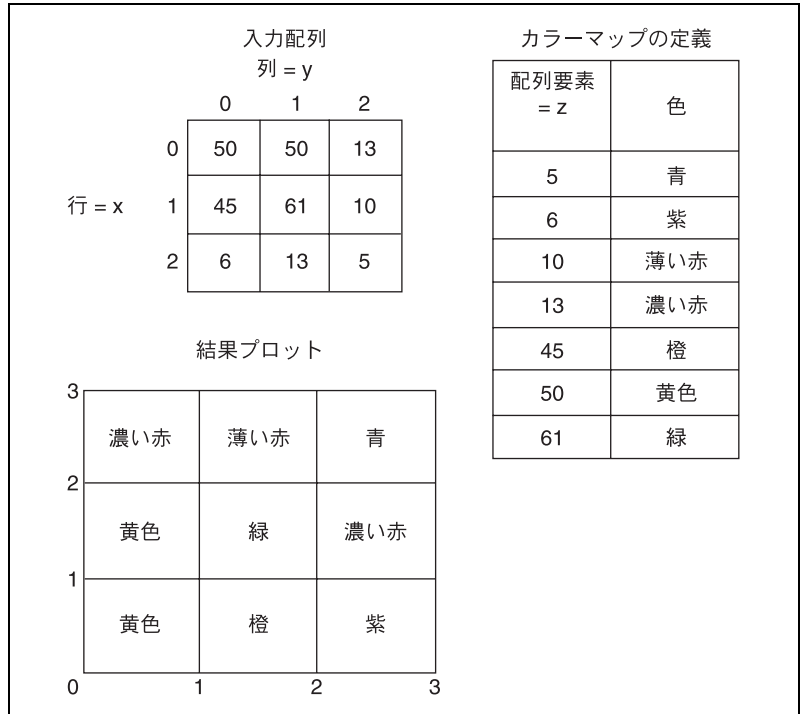 入力配列
列 = y
0 1 2
0 50 50 13
行 = x 1 45 61 10
2 6 13 5
カラーマップの定義
配列要素
= z
色
5 青
6 紫
10 薄い赤
13 濃い赤
45 橙
50 黄色
61 緑
結果プロット
3
濃い赤 薄い赤 青
2
黄色 緑 濃い赤
1
黄色 橙 紫
0 1 2 3